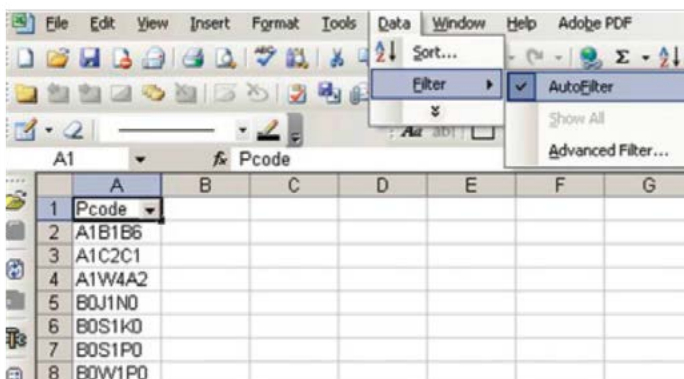 File Edit View Insert Format Tools Data Window Help Adobe PDF
Sort...
Filter
AutoFilter
Show All
Advanced Filter...
A1 fx Pcode
A B C D E F G
1 Pcode
2 A1B1B6
3 A1C2C1
4 A1W4A2
5 B0J1N0
6 B0S1K0
7 B0S1P0
8 B0W1P0